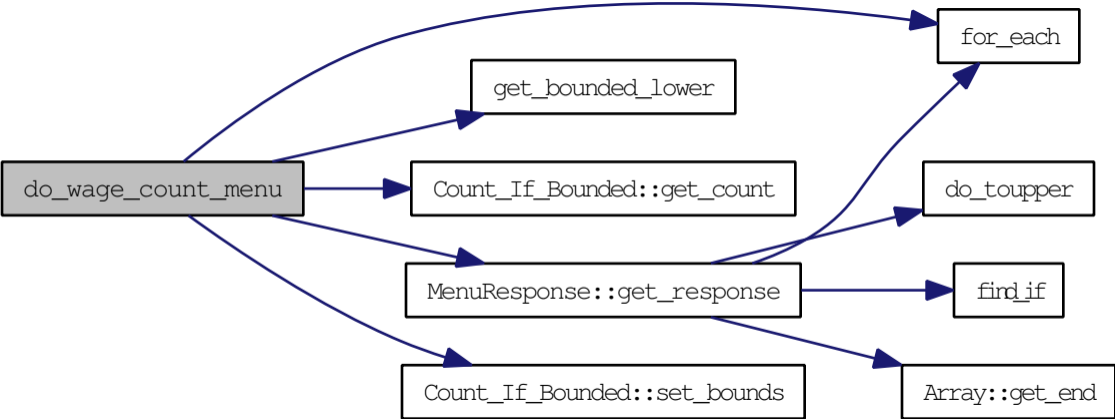 for_each
get_bounded_lower
do_wage_count_menu
Count_If_Bounded::get_count
do_toupper
MenuResponse::get_response
find_if
Count_If_Bounded::set_bounds
Array::get_end